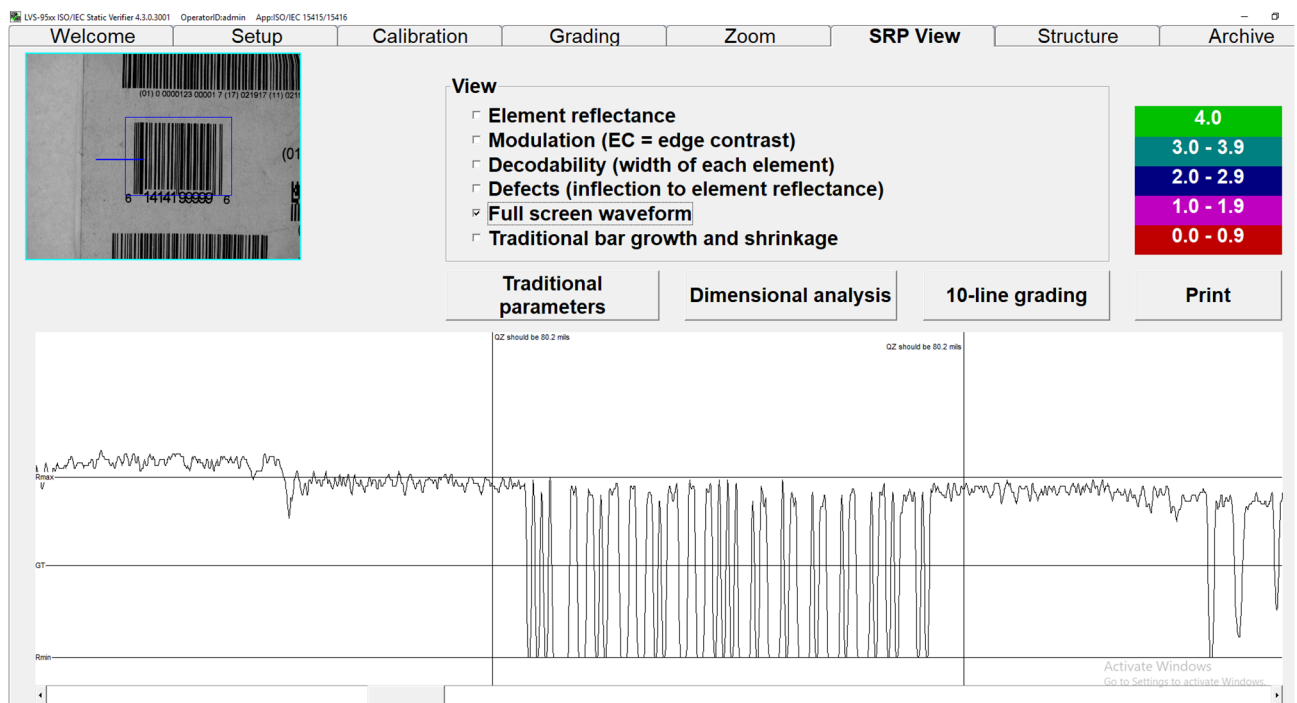 LVS-95xx ISO/IEC Static Verifier 4.3.0.3001 OperatorID:admin App:ISO/IEC 15415/15416
Welcome Setup Calibration Grading Zoom SRP View Structure Archive
(01) 0 0000123 00001 7 (17) 021917 (11) 021
(01
6 14141 99999 6
View
Element reflectance
Modulation (EC = edge contrast)
Decodability (width of each element)
Defects (inflection to element reflectance)
Full screen waveform
Traditional bar growth and shrinkage
4.0
3.0 - 3.9
2.0 - 2.9
1.0 - 1.9
0.0 - 0.9
Traditional
parameters
Dimensional analysis
10-line grading
Print
QZ should be 80.2 mils
QZ should be 80.2 mils
Rmax
GT
Rmin
Activate Windows
Go to Settings to activate Windows.